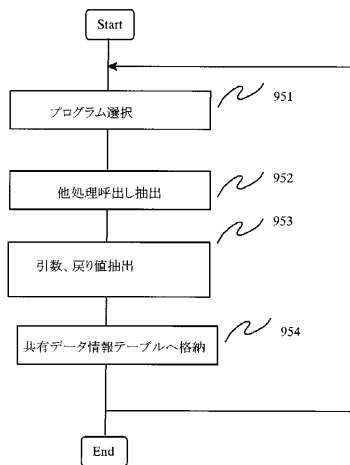 Start
951
プログラム選択
952
他処理呼出し抽出
953
引数、戻り値抽出
954
共有データ情報テーブルへ格納
End